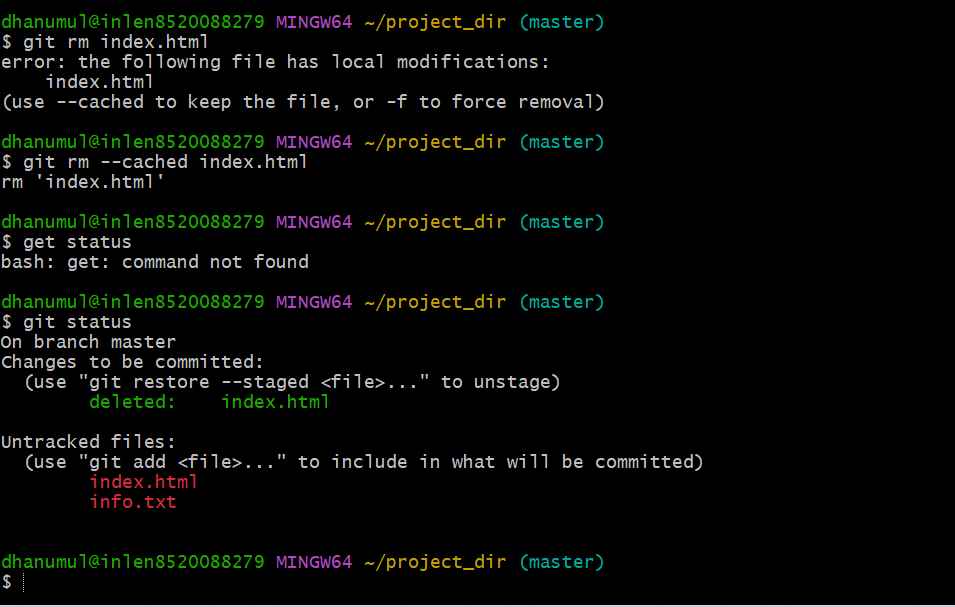 dhanumul@inlen8520088279 MINGW64 ~/project_dir (master)
$ git rm index.html
error: the following file has local modifications:
    index.html
(use --cached to keep the file, or -f to force removal)
dhanumul@inlen8520088279 MINGW64 ~/project_dir (master)
$ git rm --cached index.html
rm 'index.html'
dhanumul@inlen8520088279 MINGW64 ~/project_dir (master)
$ get status
bash: get: command not found
dhanumul@inlen8520088279 MINGW64 ~/project_dir (master)
$ git status
On branch master
Changes to be committed:
  (use "git restore --staged <file>..." to unstage)
        deleted:    index.html
Untracked files:
  (use "git add <file>..." to include in what will be committed)
        index.html
        info.txt
dhanumul@inlen8520088279 MINGW64 ~/project_dir (master)
$